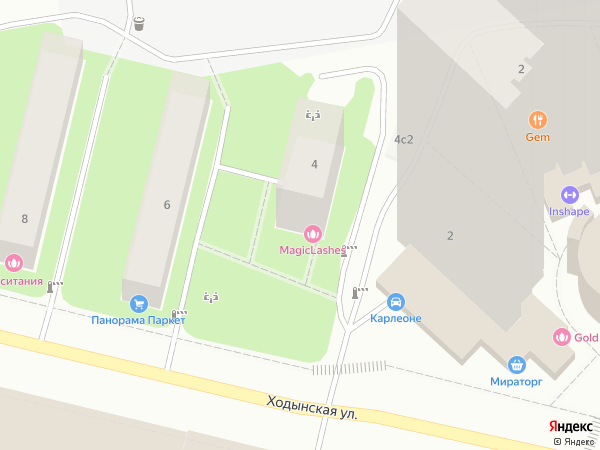 2
Gem
4с2
4
Inshape
6
8
2
MagicLashes
ситания
Панорама Паркет
Карлеоне
Gold
Мираторг
Ходынская ул.
Яндекс
© Яндекс